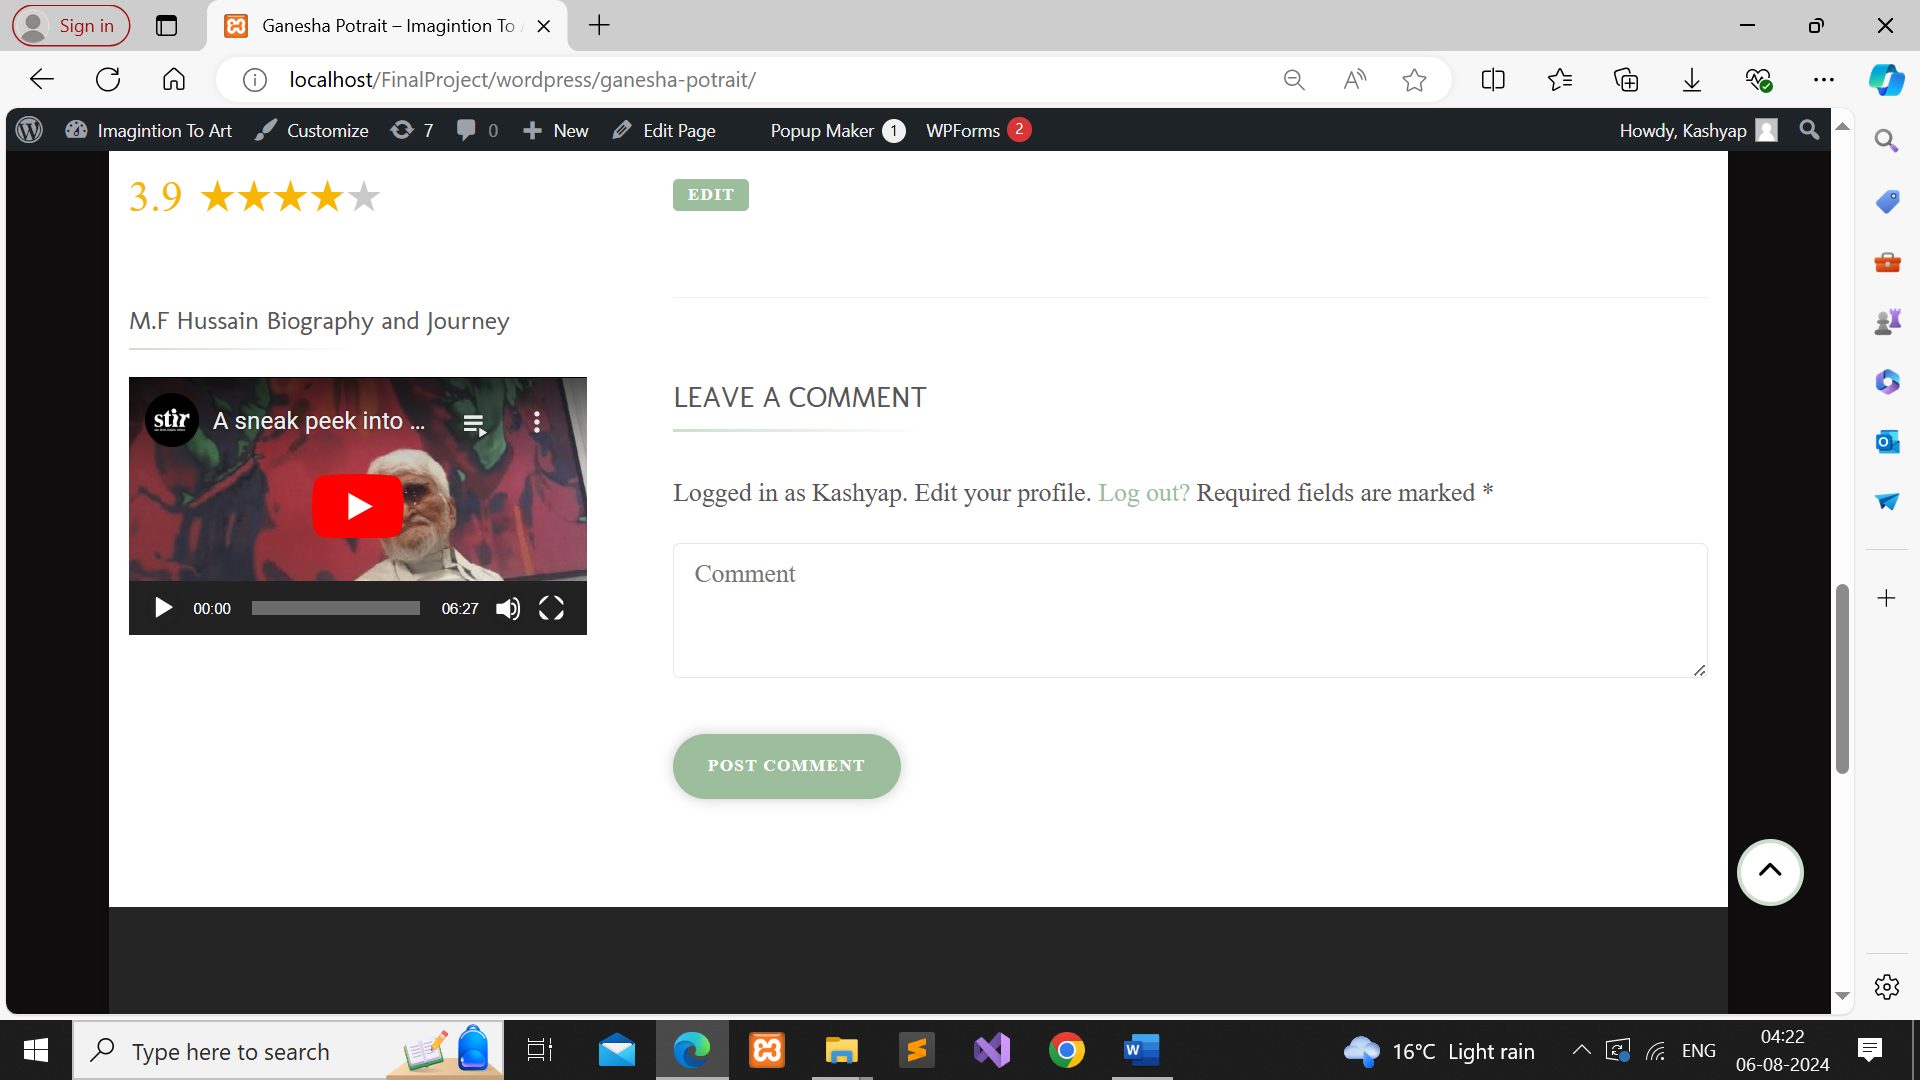 Sign in
Ganesha Potrait – Imagintion To
localhost/FinalProject/wordpress/ganesha-potrait/
Imagintion To Art Customize 7 0 New Edit Page Popup Maker 1 WPForms 2 Howdy, Kashyap
3.9
EDIT
M.F Hussain Biography and Journey
stir
A sneak peek into ...
00:00 06:27
LEAVE A COMMENT
Logged in as Kashyap. Edit your profile. Log out? Required fields are marked *
Comment
POST COMMENT
Type here to search
16°C Light rain
ENG
04:22
06-08-2024